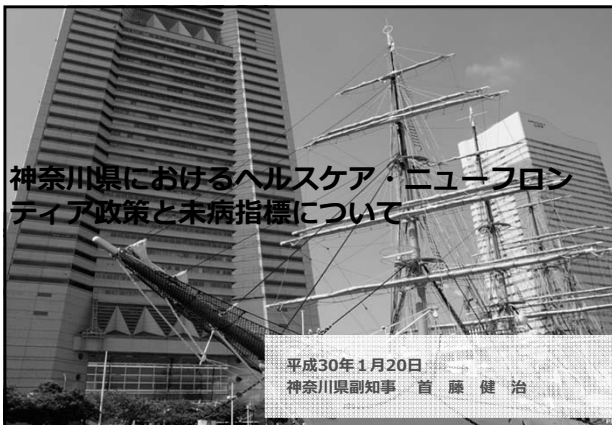 神奈川県におけるヘルスケア・ニューフロン
ティア政策と未病指標について
平成30年１月20日
神奈川県副知事　首　藤　健　治